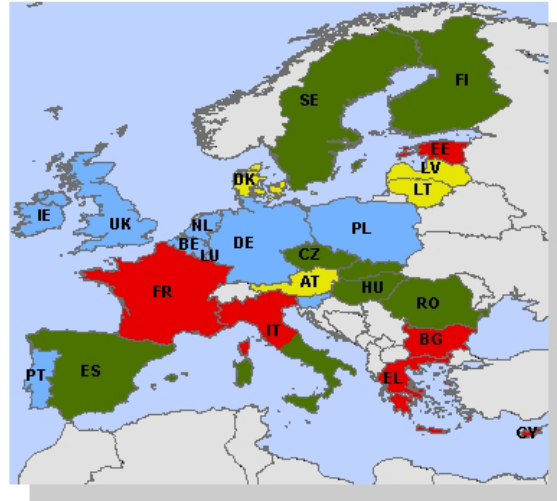 FI
SE
EE
LV
DK
LT
IE
UK
NL
PL
BE
DE
LU
CZ
AT
HU
FR
RO
IT
BG
PT
ES
EL
CY